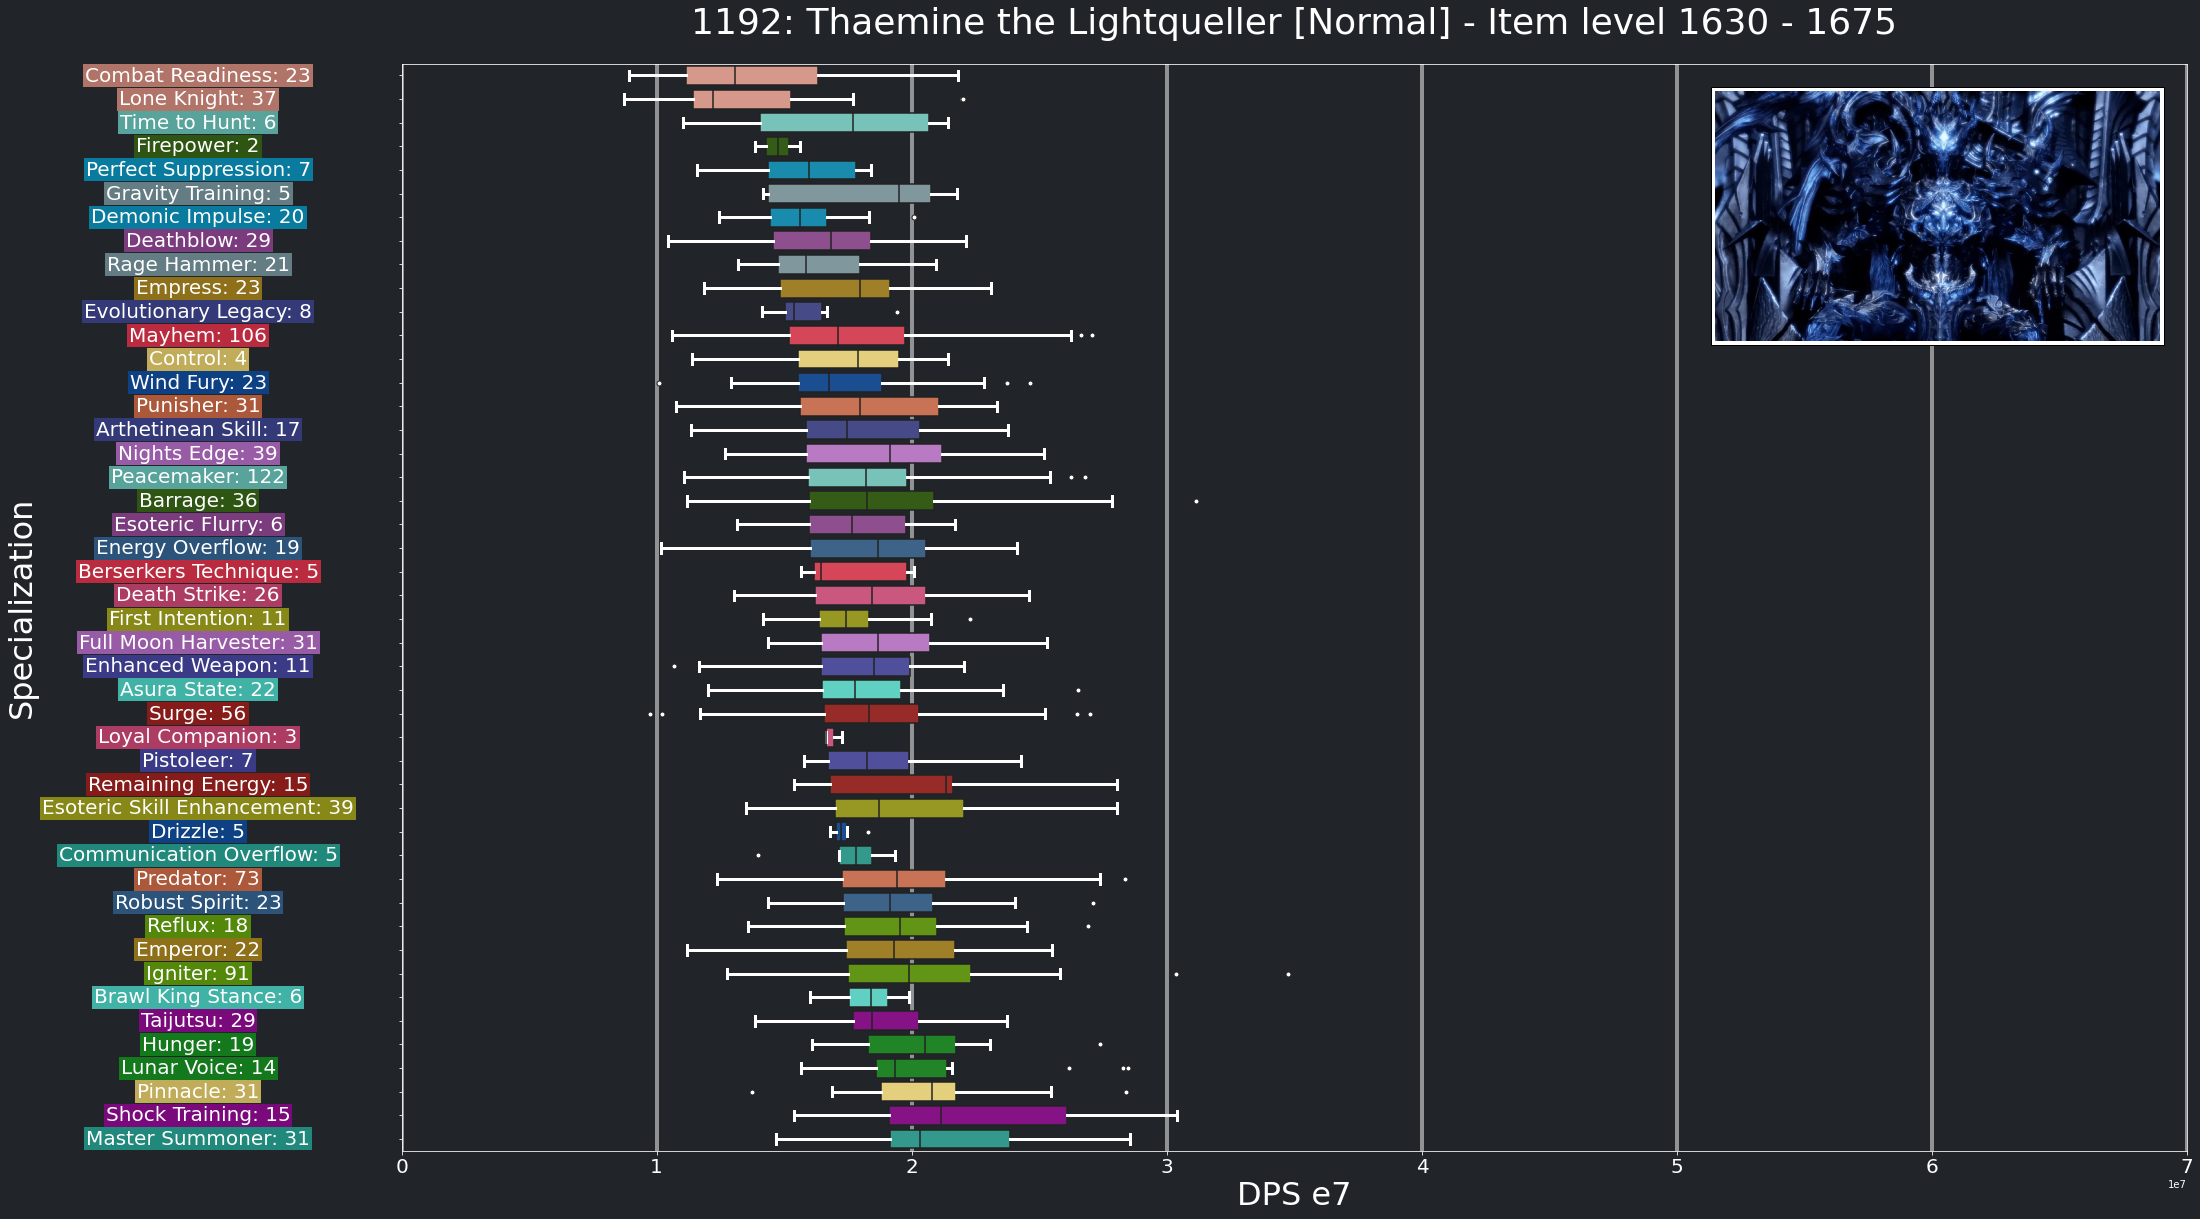 1192: Thaemine the Lightqueller [Normal] - Item level 1630 - 1675
Combat Readiness: 23
Lone Knight: 37
Time to Hunt: 6
Firepower: 2
Perfect Suppression: 7
Gravity Training: 5
Demonic Impulse: 20
Deathblow: 29
Rage Hammer: 21
Empress: 23
Evolutionary Legacy: 8
Mayhem: 106
Control: 4
Wind Fury: 23
Punisher: 31
Arthetinean Skill: 17
Nights Edge: 39
Peacemaker: 122
Barrage: 36
Esoteric Flurry: 6
Energy Overflow: 19
Berserkers Technique: 5
Death Strike: 26
First Intention: 11
Full Moon Harvester: 31
Enhanced Weapon: 11
Asura State: 22
Surge: 56
Loyal Companion: 3
Pistoleer: 7
Remaining Energy: 15
Esoteric Skill Enhancement: 39
Drizzle: 5
Communication Overflow: 5
Predator: 73
Robust Spirit: 23
Reflux: 18
Emperor: 22
Igniter: 91
Brawl King Stance: 6
Taijutsu: 29
Hunger: 19
Lunar Voice: 14
Pinnacle: 31
Shock Training: 15
Master Summoner: 31
Specialization
0 1 2 3 4 5 6 7
1e7
DPS e7